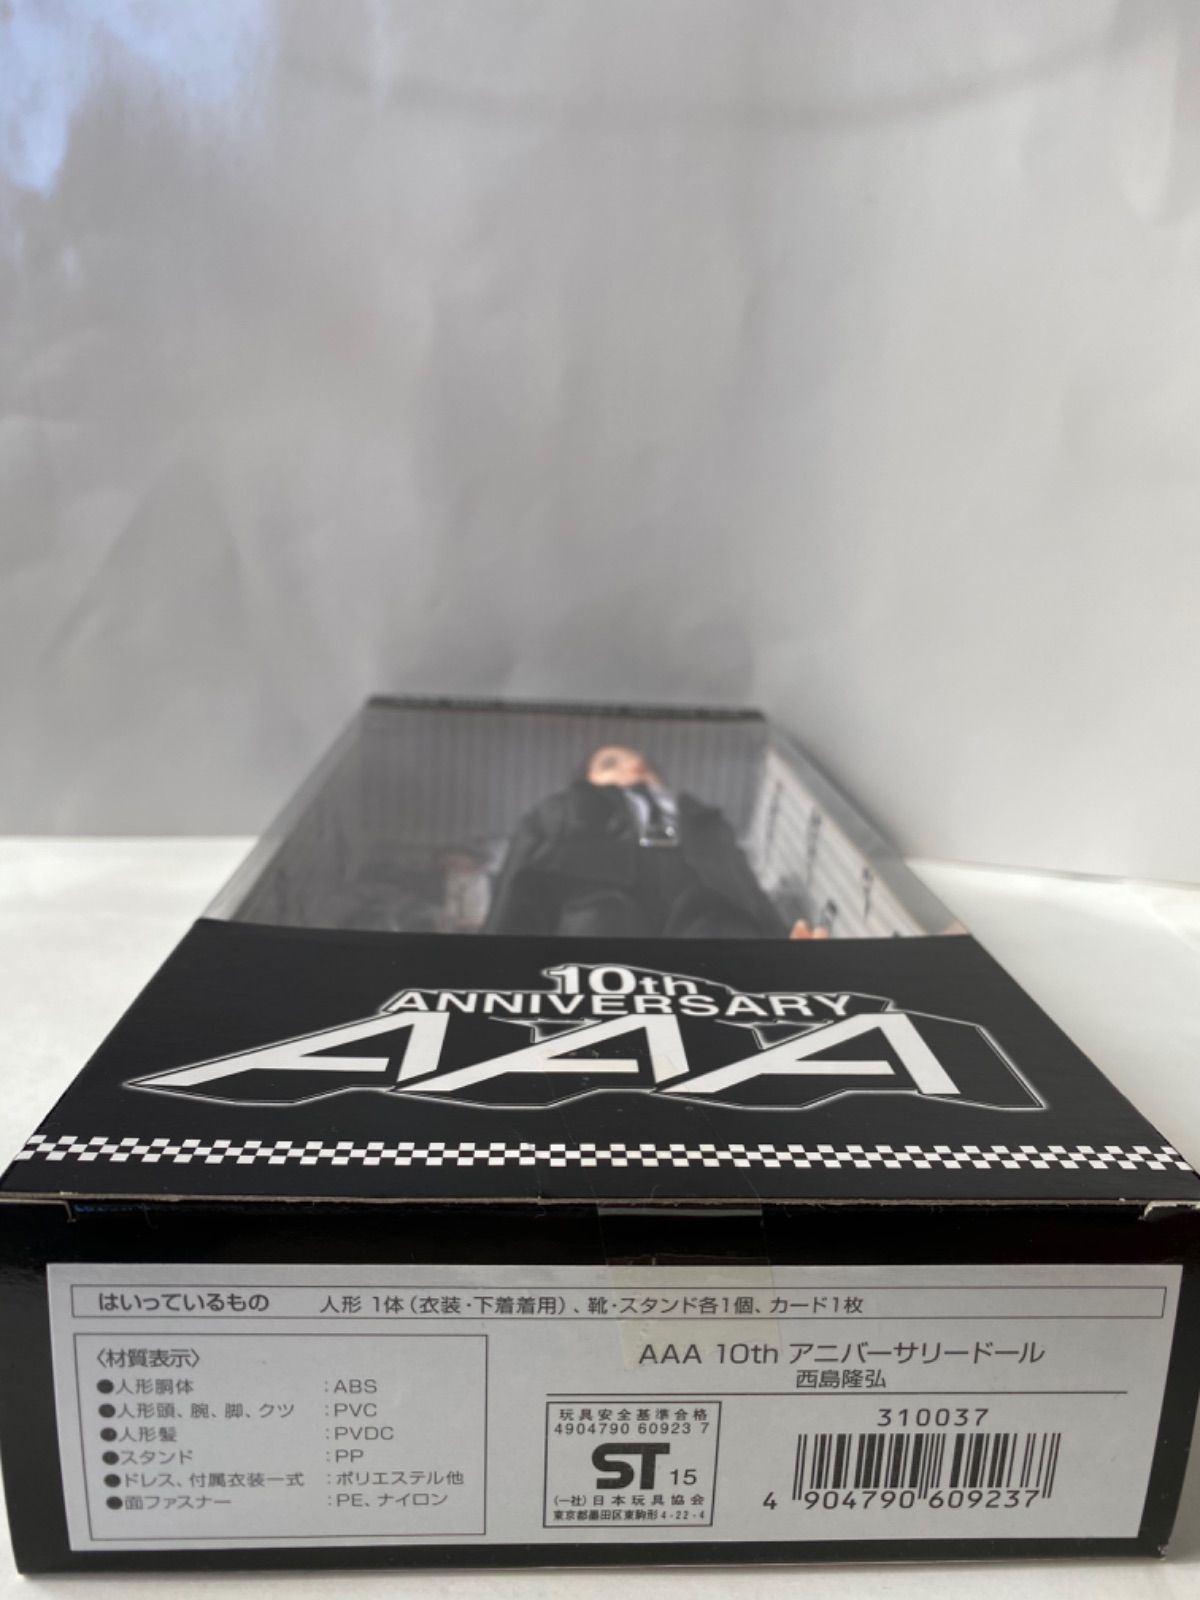 10th
ANNIVERSARY
AAA
はいっているもの 人形 1体(衣装・下着着用)、靴・スタンド各1個、カード1枚
〈材質表示〉
●人形胴体 :ABS
●人形頭、腕、脚、クツ :PVC
●人形髪 :PVDC
●スタンド :PP
●ドレス、付属衣装一式 :ポリエステル他
●面ファスナー :PE、ナイロン
AAA 10th アニバーサリードール
西島隆弘
玩具安全基準合格
4904790 60923 7
ST 15
(一社)日本玩具協会
東京都墨田区東駒形4-22-4
310037
4 904790 609237